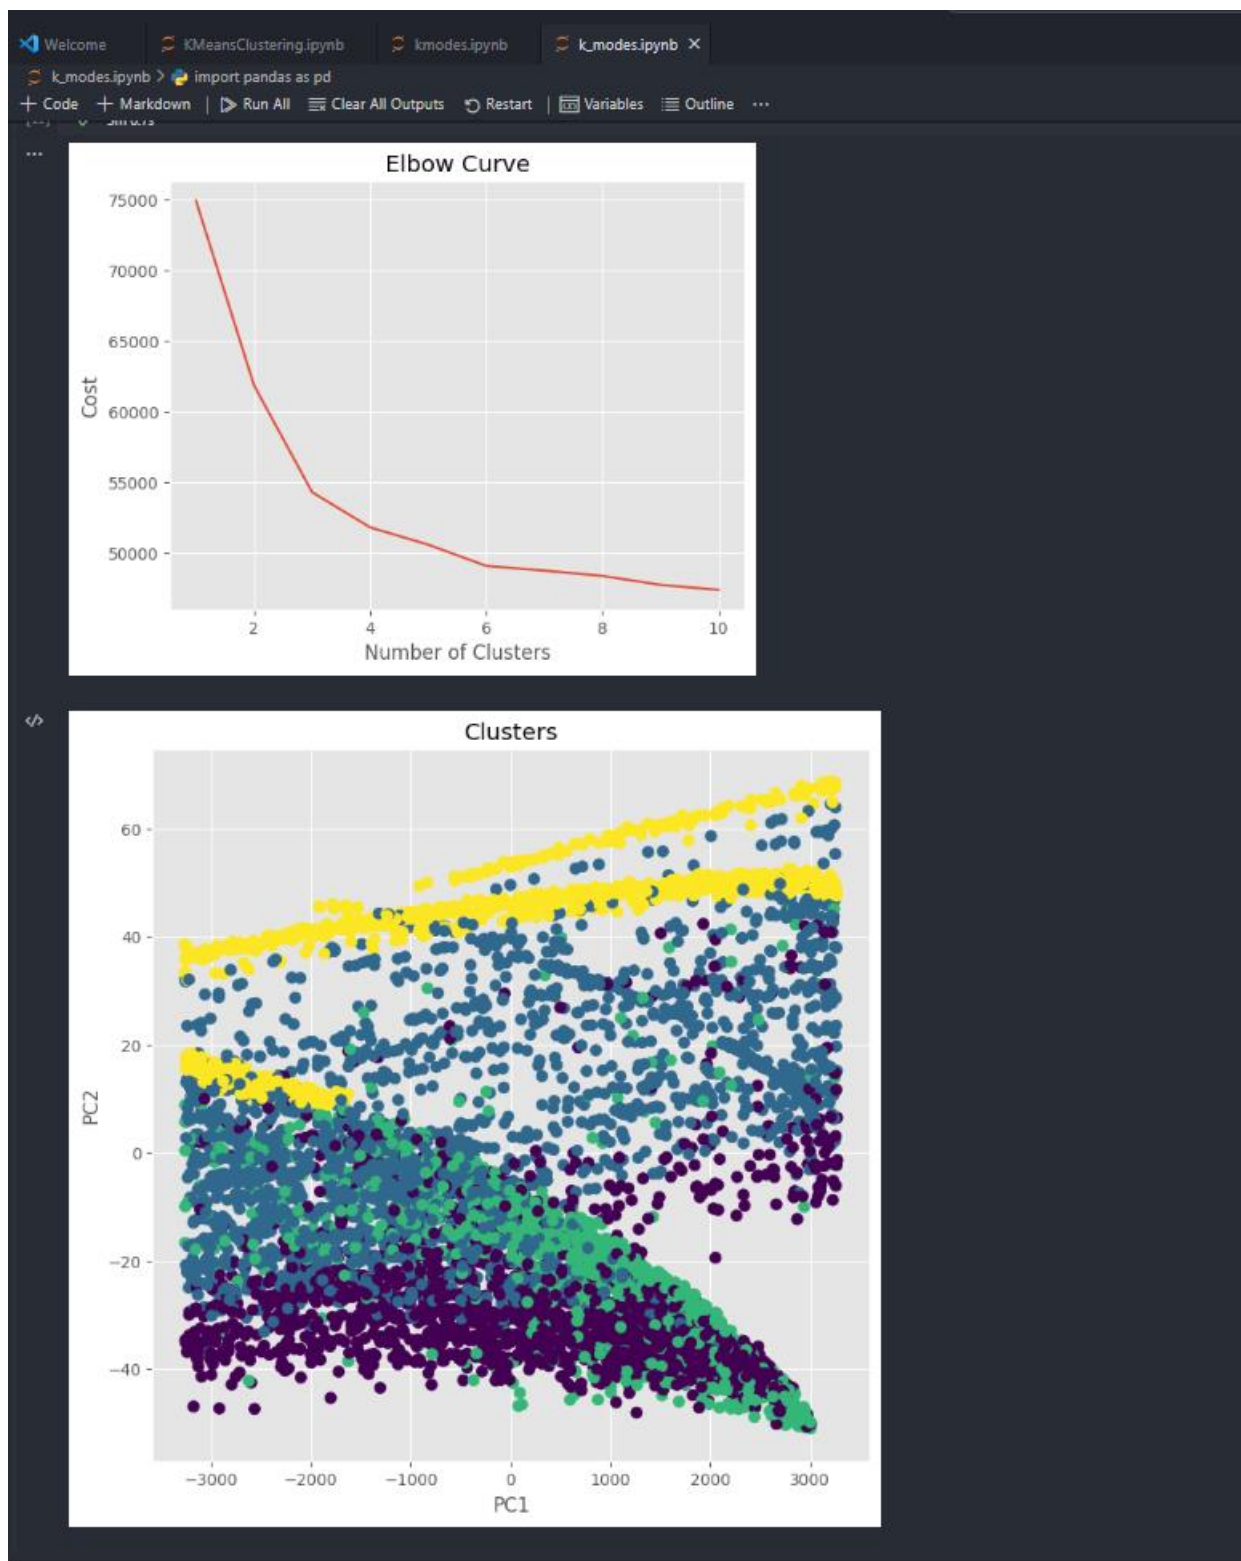 Welcome KMeansClustering.ipynb kmodes.ipynb k_modes.ipynb ×
k_modes.ipynb > import pandas as pd
+ Code + Markdown | Run All Clear All Outputs Restart | Variables Outline ...
...
Elbow Curve
75000
70000
65000
60000
55000
50000
Cost
2 4 6 8 10
Number of Clusters
</>
Clusters
60
40
20
0
−20
−40
PC2
−3000 −2000 −1000 0 1000 2000 3000
PC1